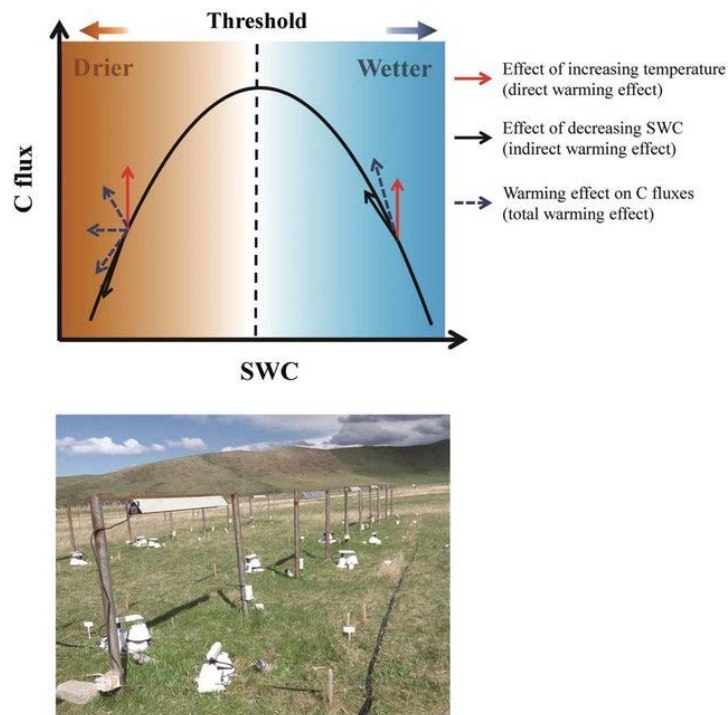 Threshold
Drier
Wetter
C flux
SWC
Effect of increasing temperature
(direct warming effect)
Effect of decreasing SWC
(indirect warming effect)
Warming effect on C fluxes
(total warming effect)